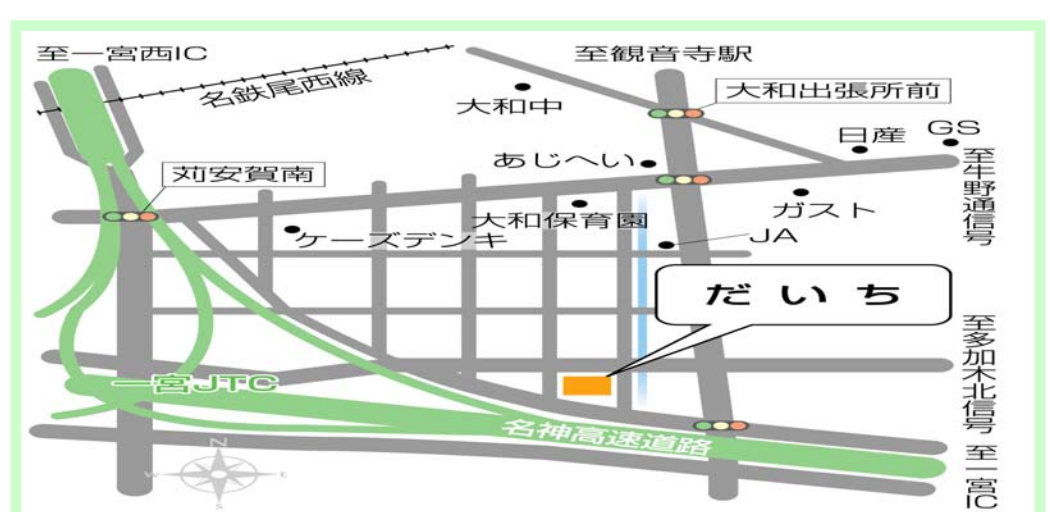 至一宮西IC
至観音寺駅
名鉄尾西線
大和中
大和出張所前
日産
GS
あじへい
苅安賀南
至牛野通信号
大和保育園
ガスト
ケーズデンキ
JA
だいち
至多加木北信号
一宮JTC
名神高速道路
至一宮IC
N
W
E
S